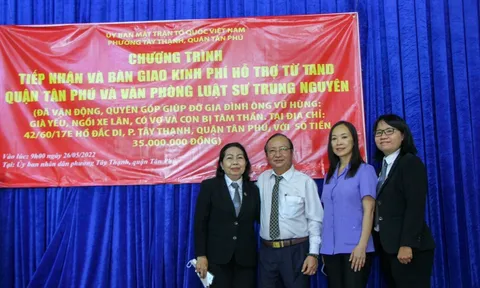 ỦY BAN MẶT TRẬN TỔ QUỐC VIỆT NAM
PHƯỜNG TÂY THẠNH, QUẬN TÂN PHÚ
CHƯƠNG TRÌNH
TIẾP NHẬN VÀ BÀN GIAO KINH PHÍ HỖ TRỢ TỪ TAND
QUẬN TÂN PHÚ VÀ VĂN PHÒNG LUẬT SƯ TRUNG NGUYÊN
(ĐÃ VẬN ĐỘNG, QUYÊN GÓP GIÚP ĐỠ GIA ĐÌNH ÔNG VŨ HÙNG:
GIÀ YẾU, NGỒI XE LĂN, CÓ VỢ VÀ CON BỊ TÂM THẦN. TẠI ĐỊA CHỈ:
42/60/17E HỒ ĐẮC DI, P. TÂY THẠNH, QUẬN TÂN PHÚ, VỚI SỐ TIỀN
35.000.000 ĐỒNG)
Vào lúc: 9h00 ngày 26/05/2022
Tại: Ủy ban nhân dân phường Tây Thạnh, quận Tân Phú